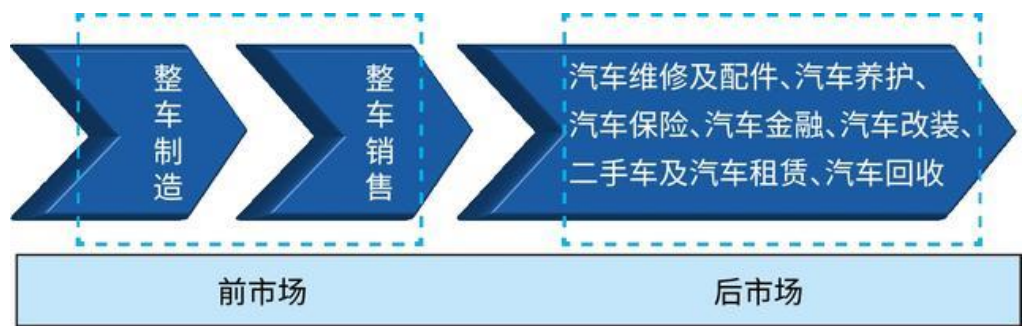 整车制造
整车销售
汽车维修及配件、汽车养护、
汽车保险、汽车金融、汽车改装、
二手车及汽车租赁、汽车回收
前市场
后市场